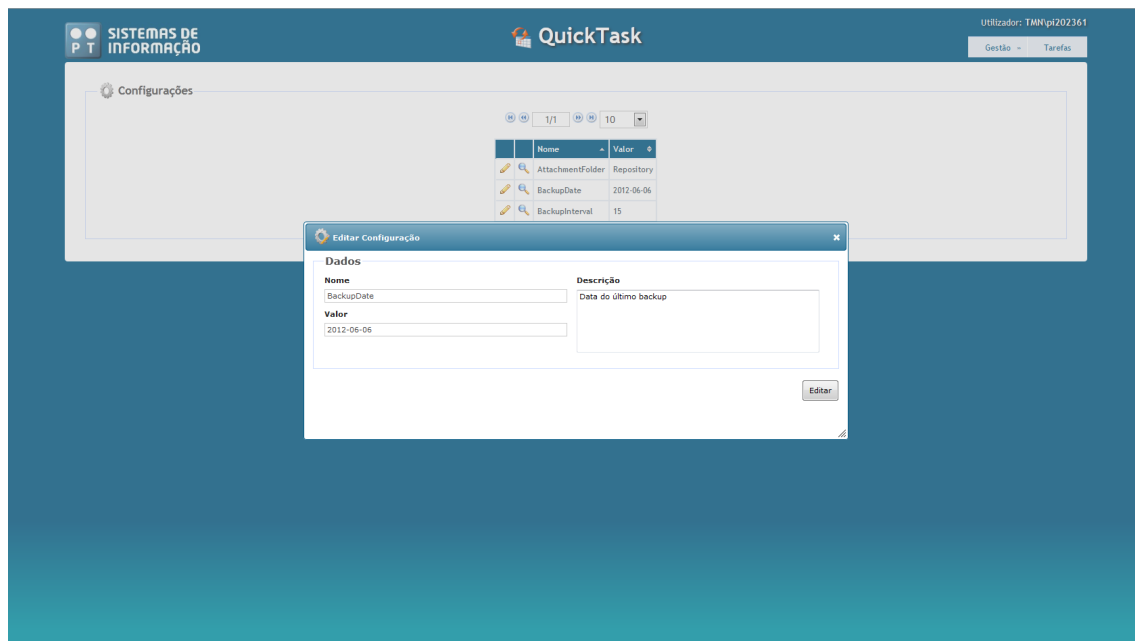 Utilizador: TMN\pi202361
SISTEMAS DE
PT INFORMAÇÃO
QuickTask
Gestão Tarefas
Configurações
1/1 10
Nome Valor
AttachmentFolder Repository
BackupDate 2012-06-06
BackupInterval 15
Editar Configuração
Dados
Nome Descrição
BackupDate Data do último backup
Valor
2012-06-06
Editar